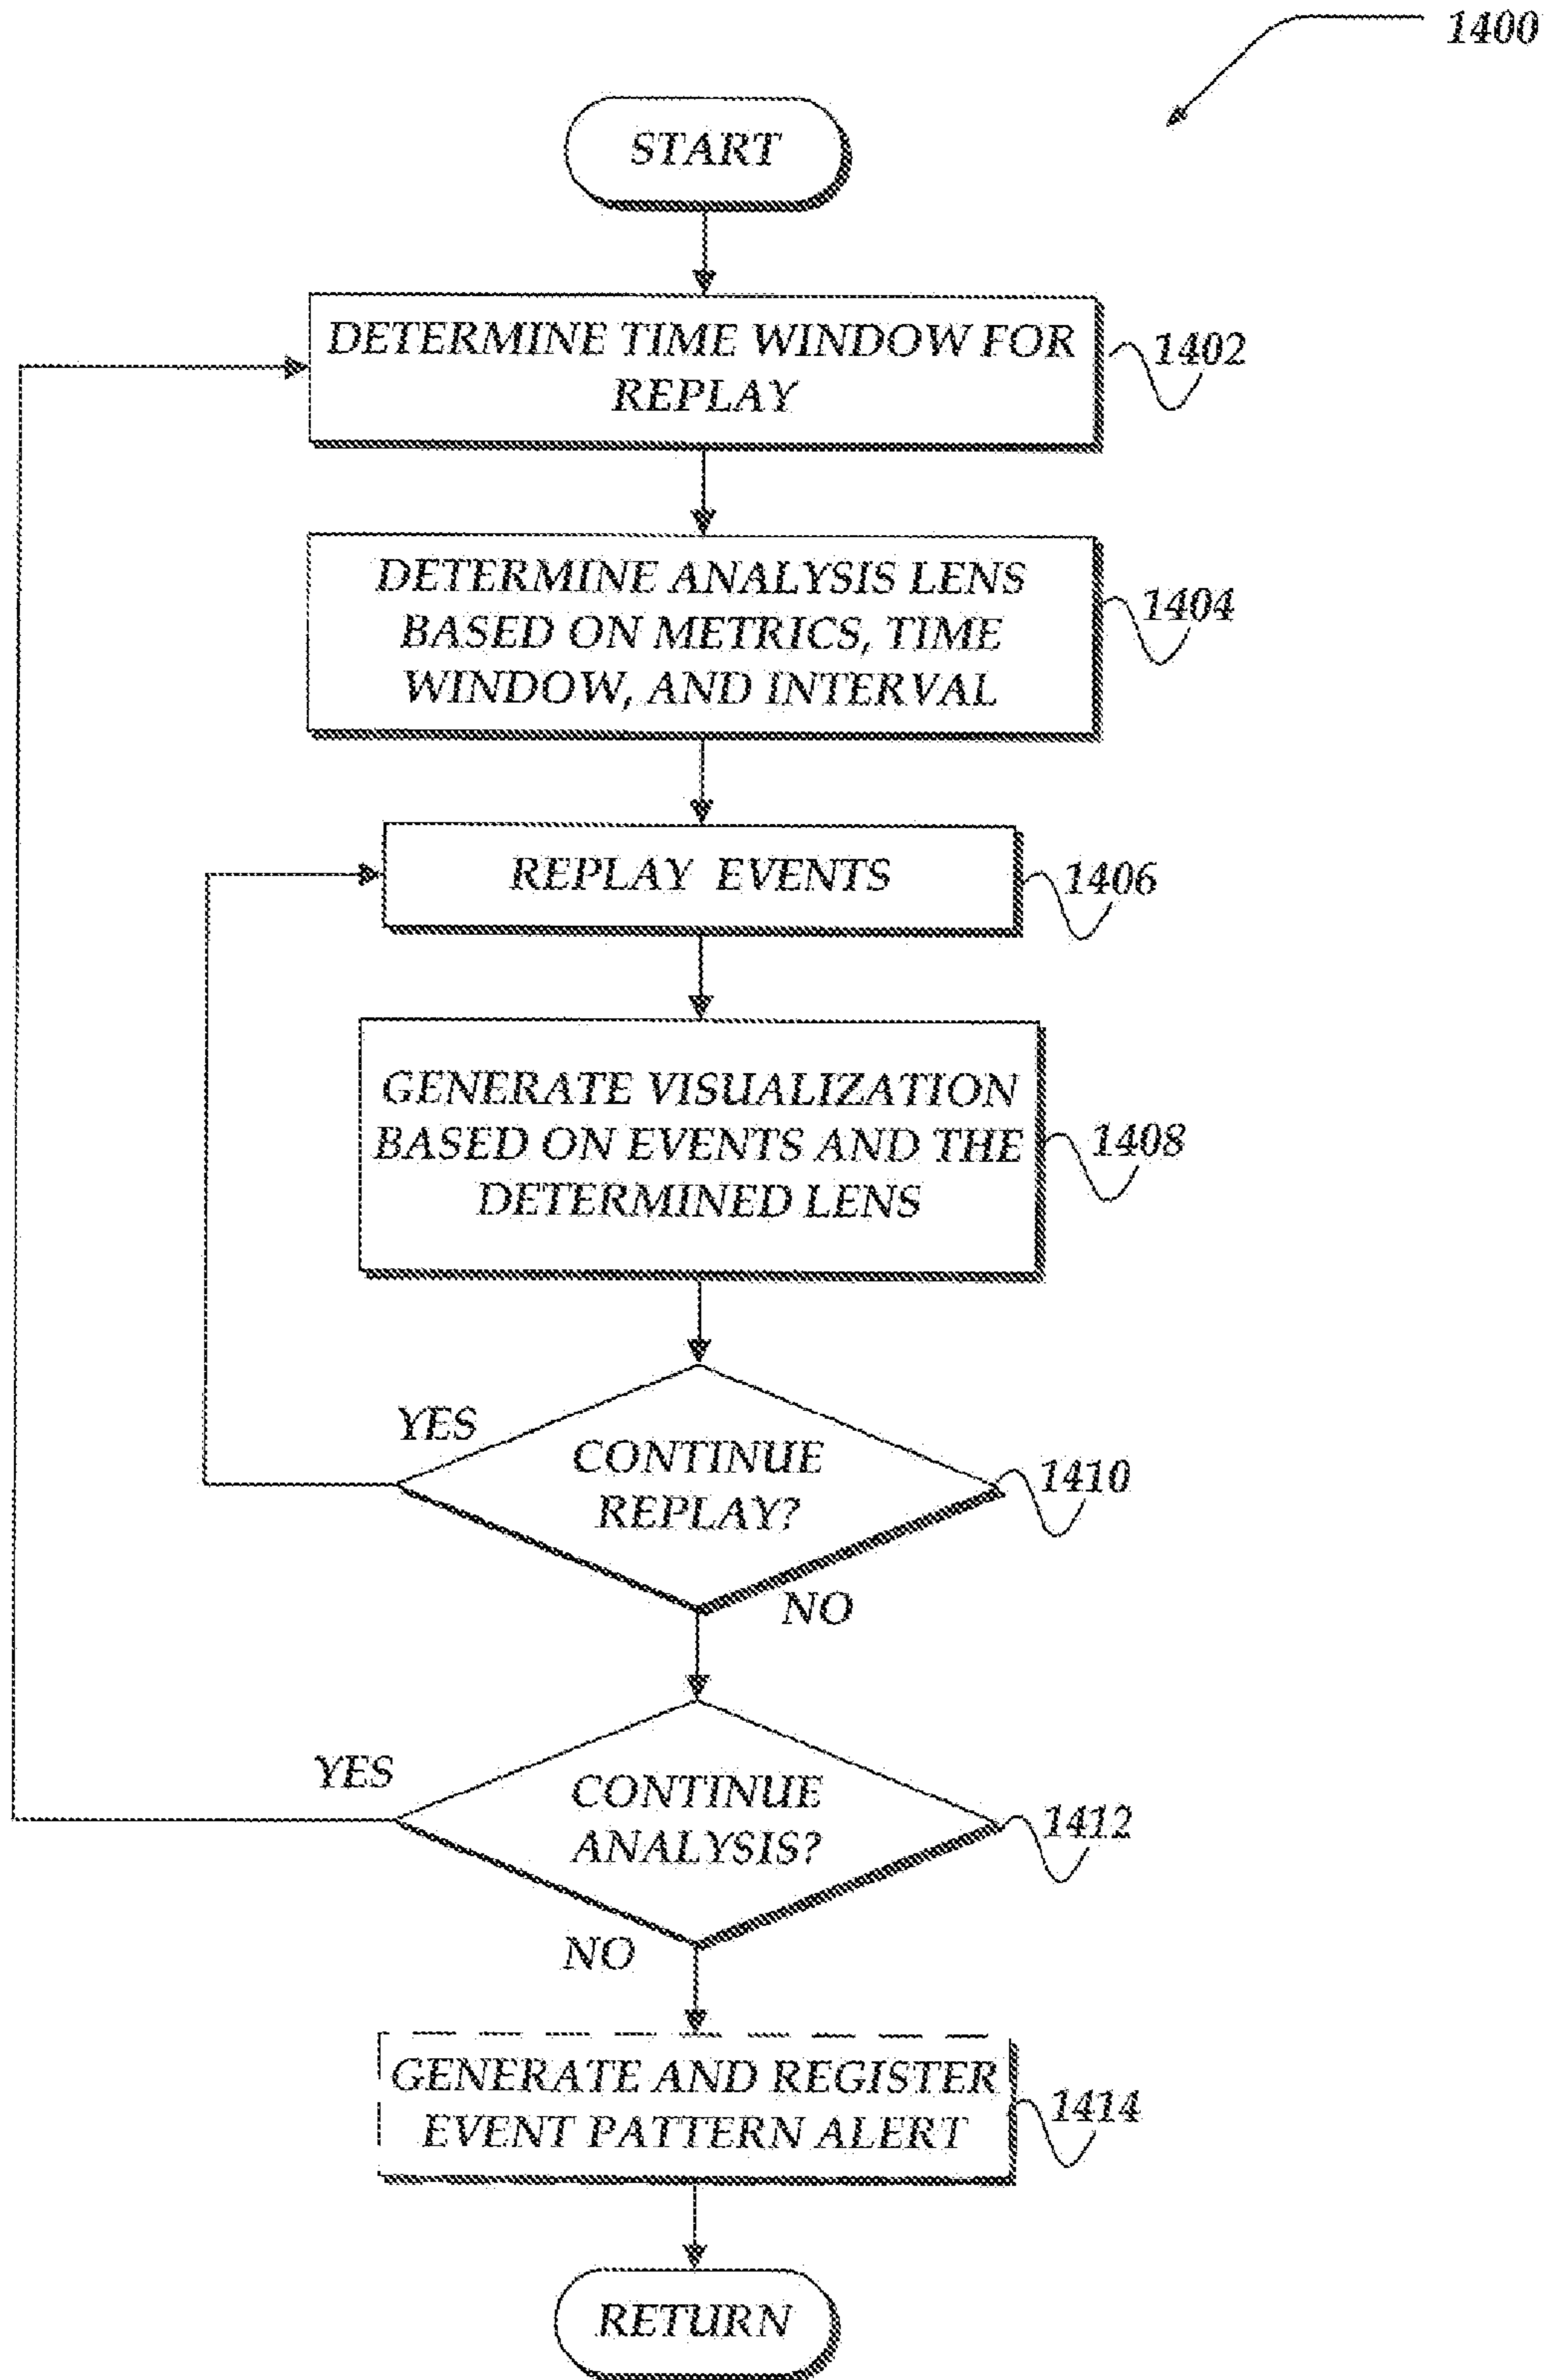 1400
START
DETERMINE TIME WINDOW FOR
REPLAY
1402
DETERMINE ANALYSIS LENS
BASED ON METRICS, TIME
WINDOW, AND INTERVAL
1404
REPLAY EVENTS
1406
GENERATE VISUALIZATION
BASED ON EVENTS AND THE
DETERMINED LENS
1408
YES
CONTINUE
REPLAY?
1410
NO
YES
CONTINUE
ANALYSIS?
1412
NO
GENERATE AND REGISTER
EVENT PATTERN ALERT
1414
RETURN